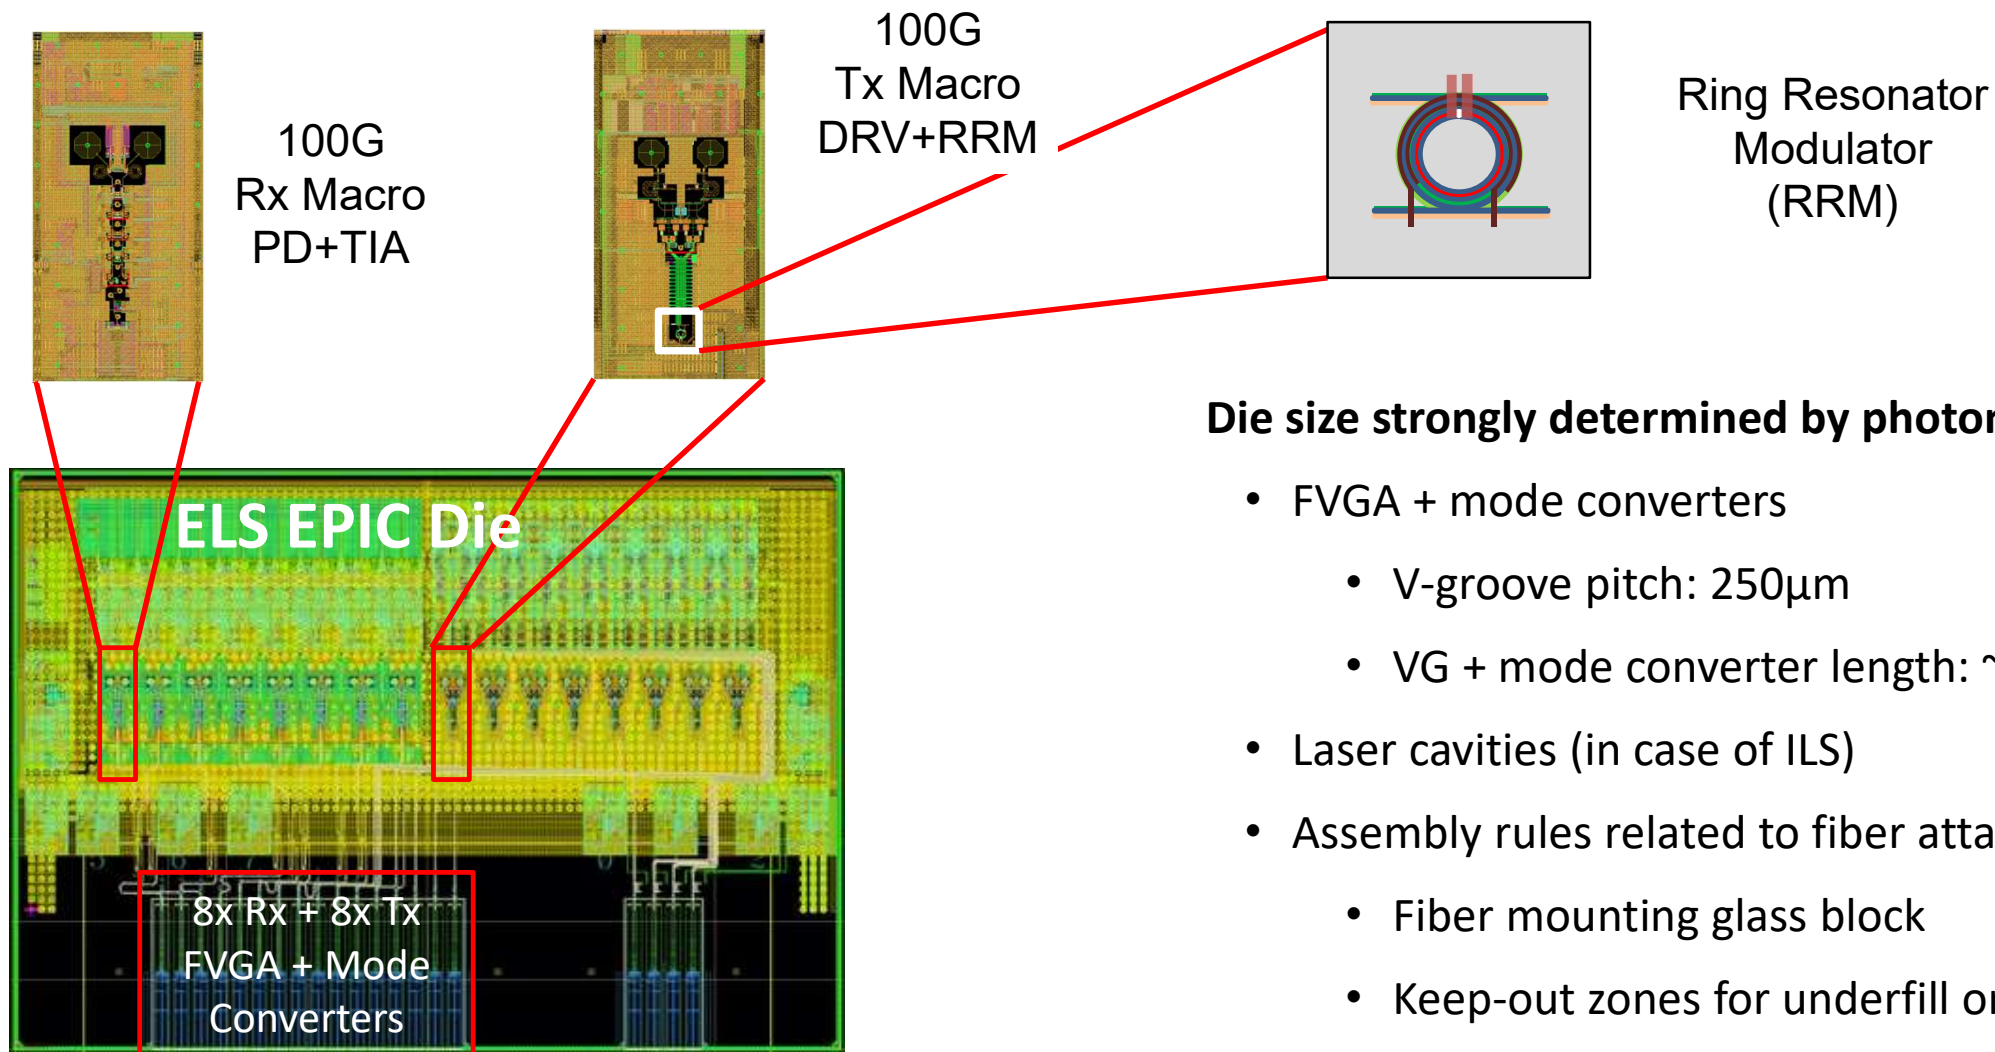 100G
Rx Macro
PD+TIA
100G
Tx Macro
DRV+RRM
Ring Resonator
Modulator
(RRM)
ELS EPIC Die
8x Rx + 8x Tx
FVGA + Mode
Converters
Die size strongly determined by photon
• FVGA + mode converters
• V-groove pitch: 250µm
• VG + mode converter length: ~
• Laser cavities (in case of ILS)
• Assembly rules related to fiber atta
• Fiber mounting glass block
• Keep-out zones for underfill or